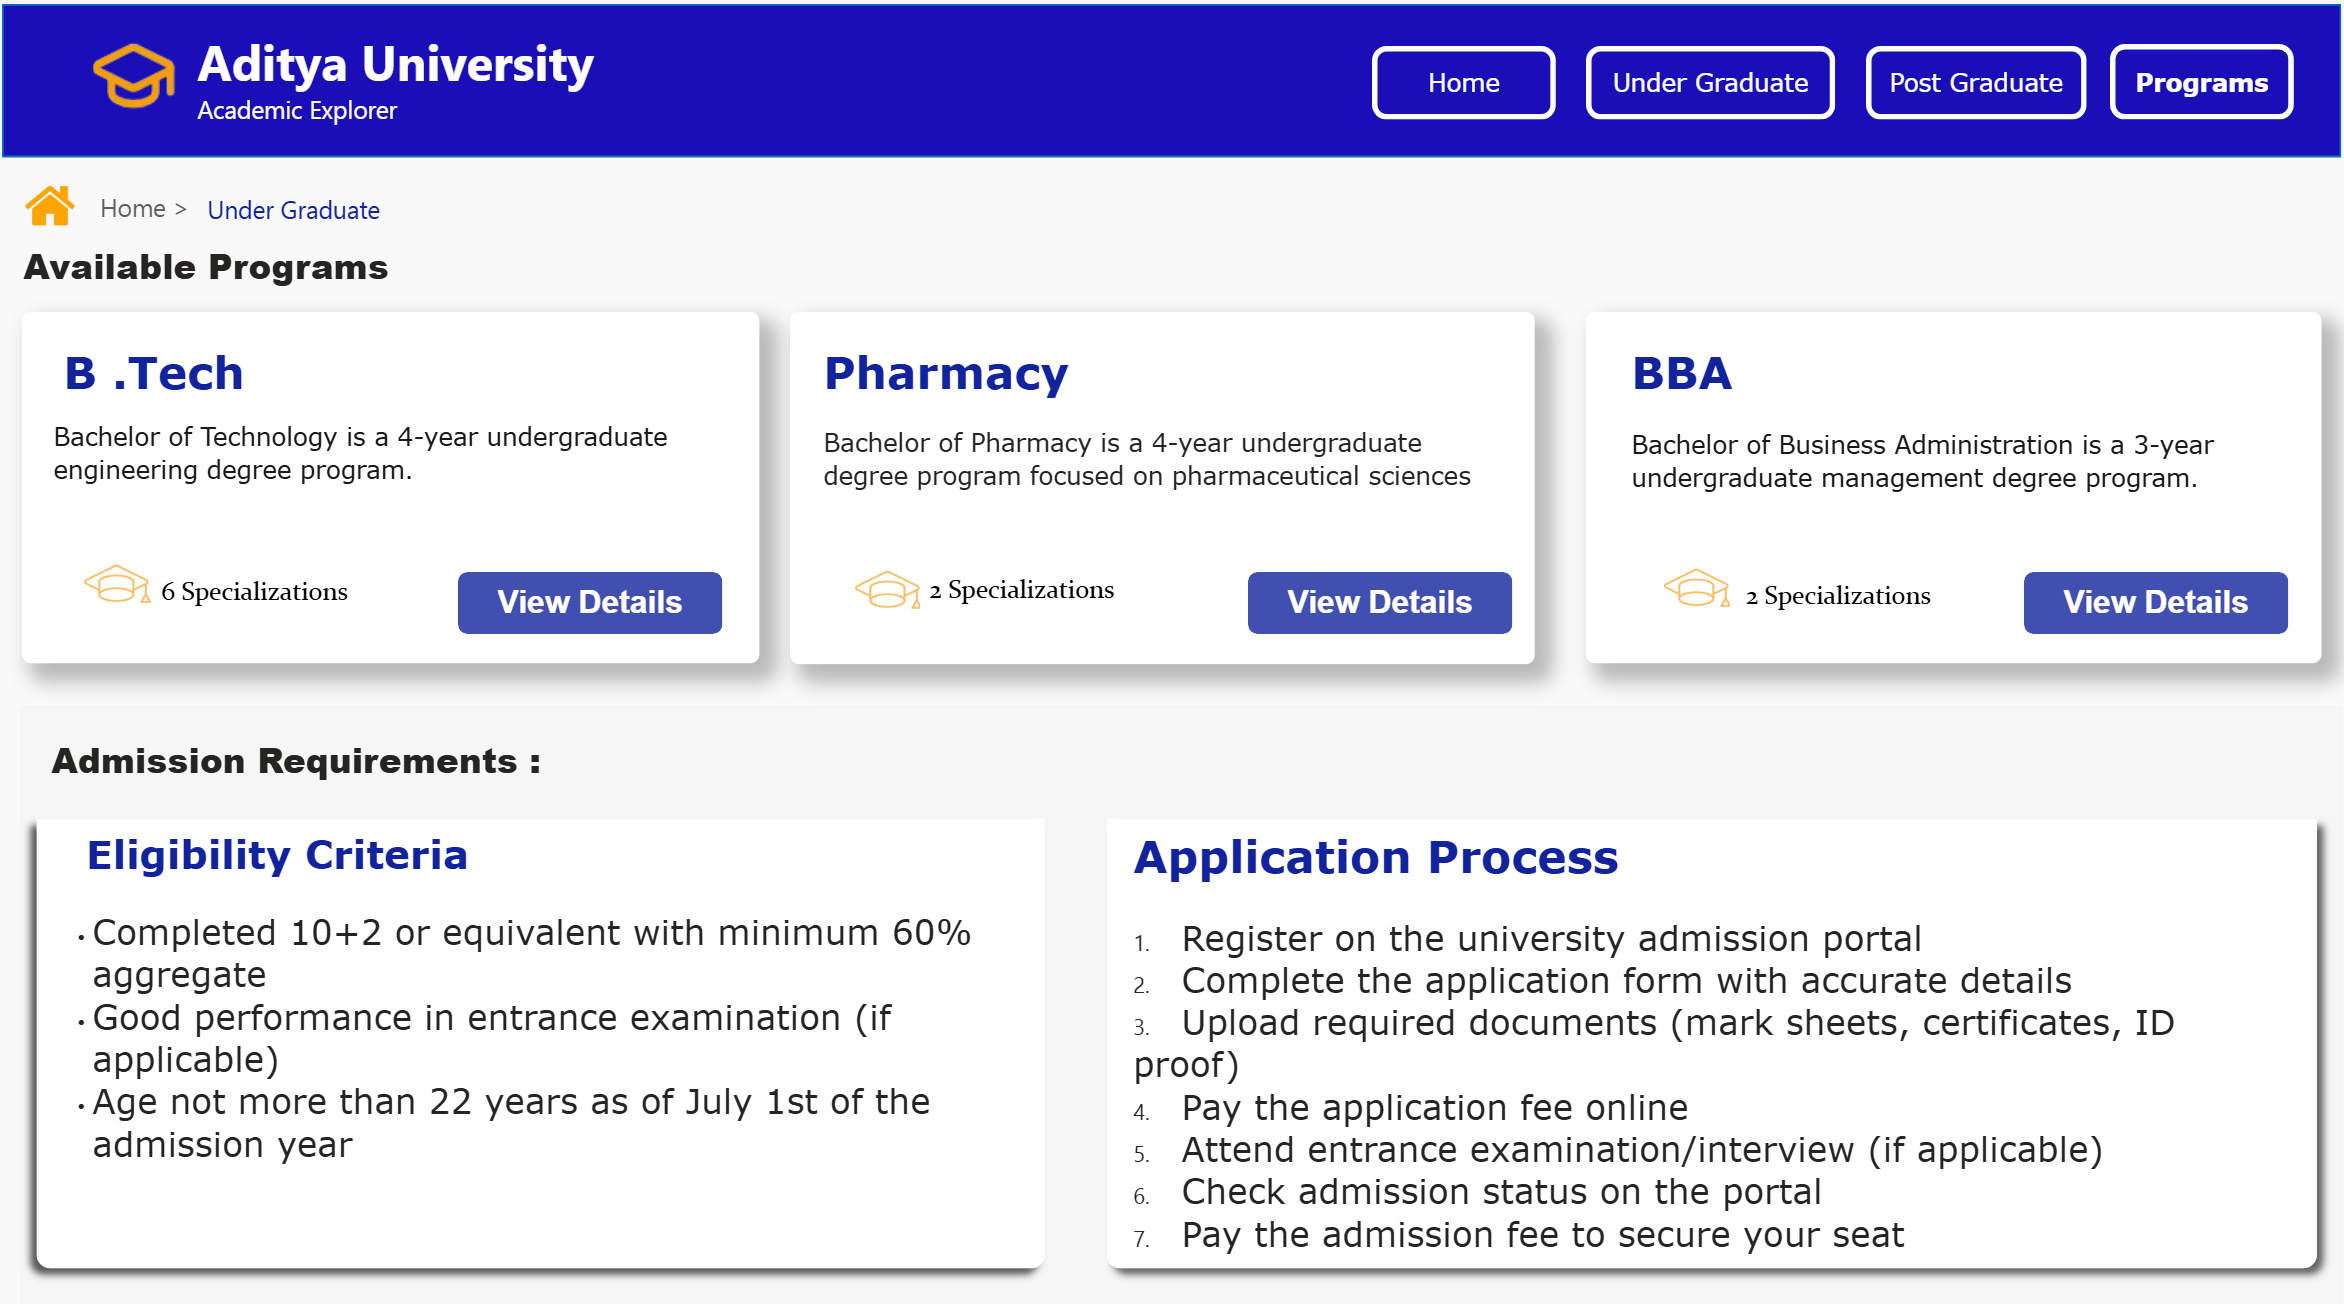 Aditya University
Academic Explorer
Home
Under Graduate
Post Graduate
Programs
Home >
Under Graduate
Available Programs
B .Tech
Bachelor of Technology is a 4-year undergraduate
engineering degree program.
6 Specializations
View Details
Pharmacy
Bachelor of Pharmacy is a 4-year undergraduate
degree program focused on pharmaceutical sciences
2 Specializations
View Details
BBA
Bachelor of Business Administration is a 3-year
undergraduate management degree program.
2 Specializations
View Details
Admission Requirements :
Eligibility Criteria
• Completed 10+2 or equivalent with minimum 60%
aggregate
• Good performance in entrance examination (if
applicable)
• Age not more than 22 years as of July 1st of the
admission year
Application Process
1. Register on the university admission portal
2. Complete the application form with accurate details
3. Upload required documents (mark sheets, certificates, ID
proof)
4. Pay the application fee online
5. Attend entrance examination/interview (if applicable)
6. Check admission status on the portal
7. Pay the admission fee to secure your seat